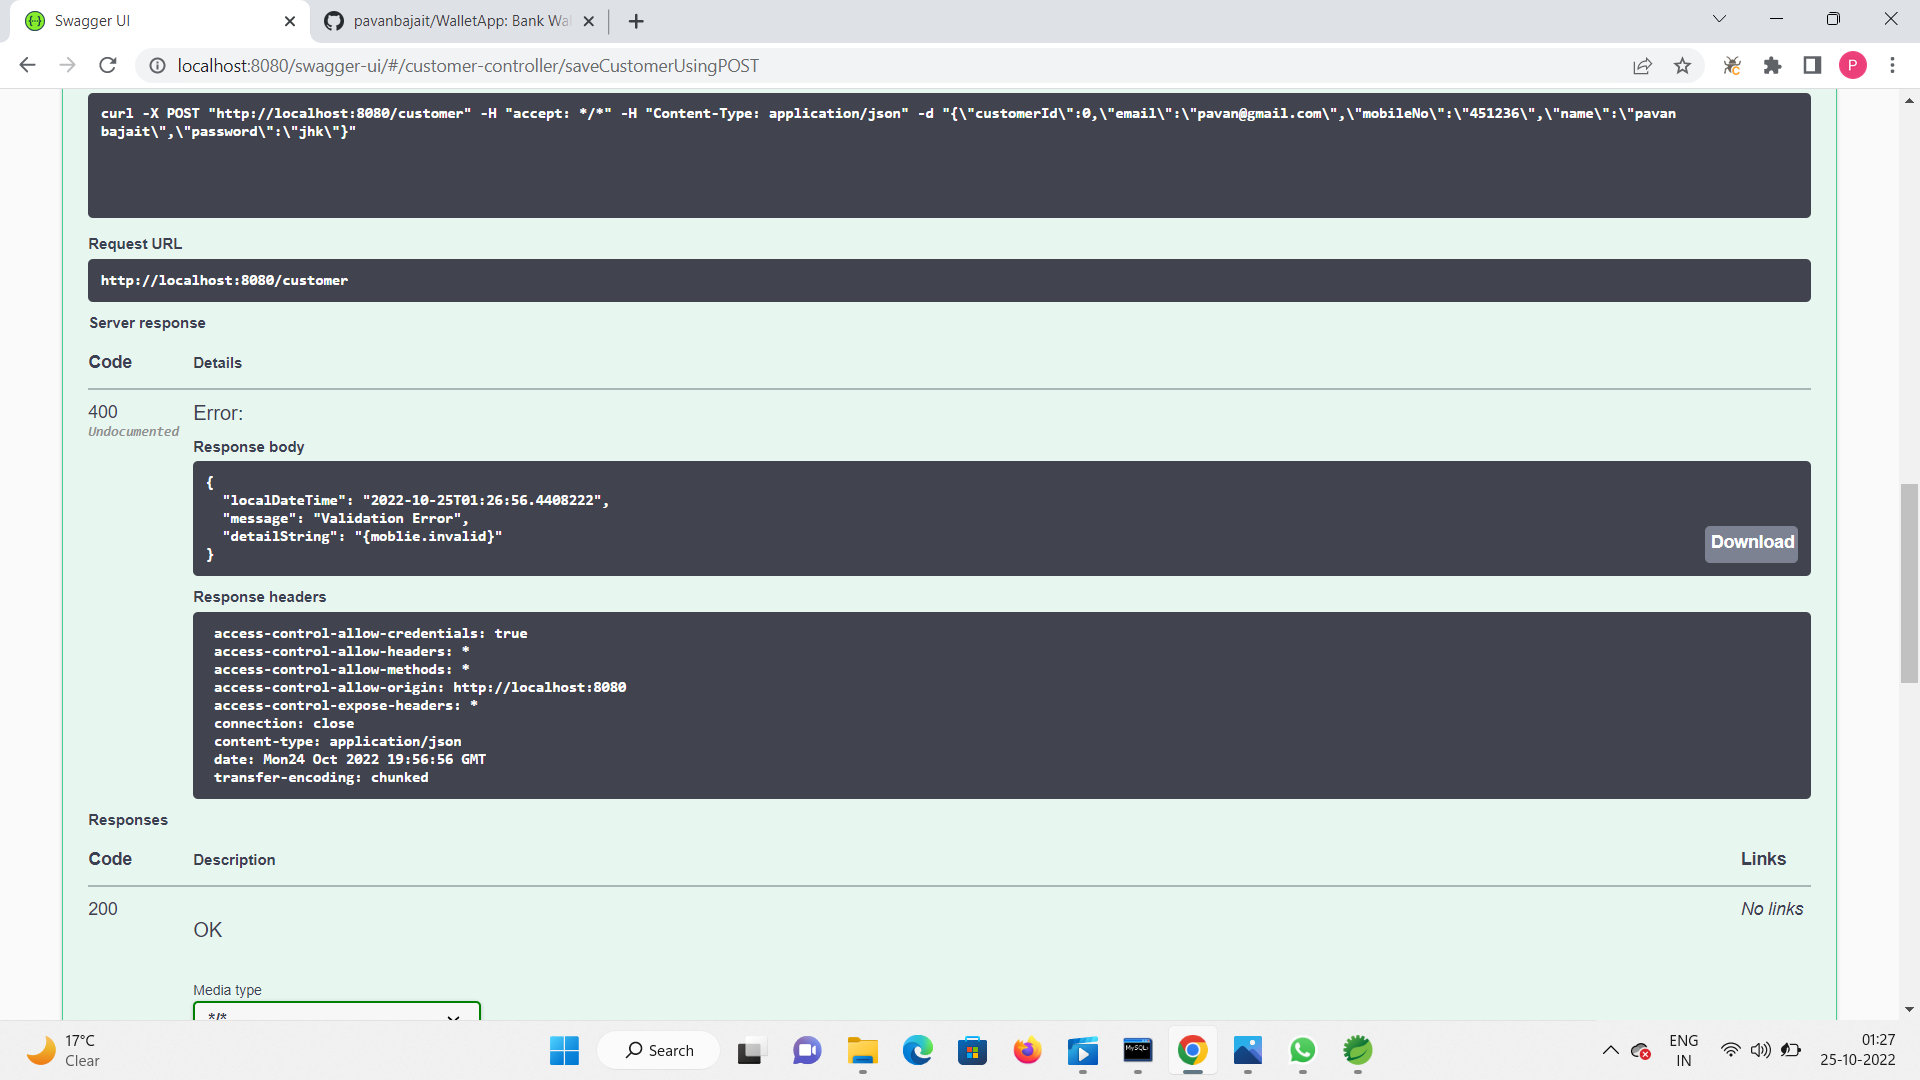 Swagger UI
pavanbajait/WalletApp: Bank Wal
localhost:8080/swagger-ui/#/customer-controller/saveCustomerUsingPOST
P
curl -X POST "http://localhost:8080/customer" -H "accept: */*" -H "Content-Type: application/json" -d "{\"customerId\":0,\"email\":\"pavan@gmail.com\",\"mobileNo\":\"451236\",\"name\":\"pavan
bajait\",\"password\":\"jhk\"}"
Request URL
http://localhost:8080/customer
Server response
Code Details
400 Error:
Undocumented
Response body
{
"localDateTime": "2022-10-25T01:26:56.4408222",
"message": "Validation Error",
"detailString": "{moblie.invalid}"
}
Download
Response headers
access-control-allow-credentials: true
access-control-allow-headers: *
access-control-allow-methods: *
access-control-allow-origin: http://localhost:8080
access-control-expose-headers: *
connection: close
content-type: application/json
date: Mon24 Oct 2022 19:56:56 GMT
transfer-encoding: chunked
Responses
Code Description Links
200 No links
OK
Media type
*/*
17°C
Clear
Search
MySQL
ENG
IN
01:27
25-10-2022